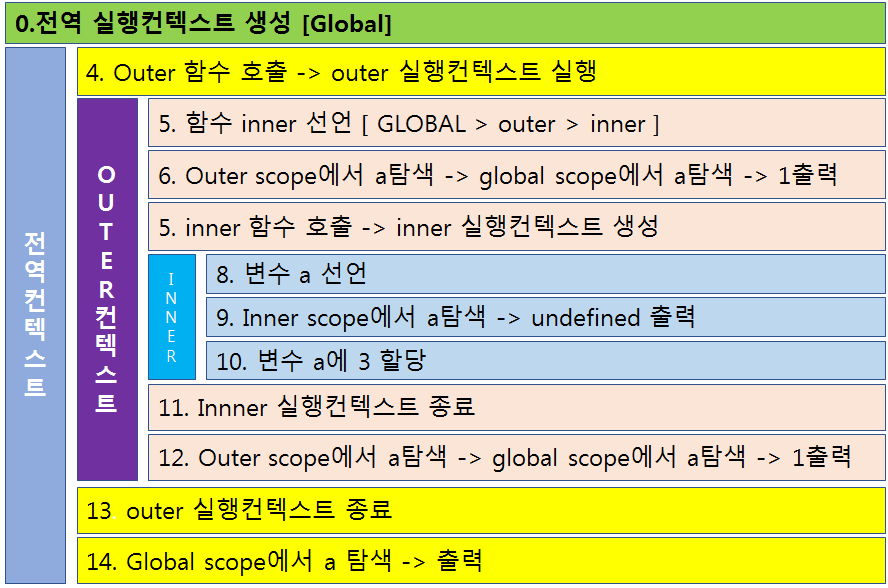 0.전역 실행컨텍스트 생성 [Global]
전역컨텍스트
4. Outer 함수 호출 -> outer 실행컨텍스트 실행
OUTER컨텍스트
5. 함수 inner 선언 [ GLOBAL > outer > inner ]
6. Outer scope에서 a탐색 -> global scope에서 a탐색 -> 1출력
5. inner 함수 호출 -> inner 실행컨텍스트 생성
INNER
8. 변수 a 선언
9. Inner scope에서 a탐색 -> undefined 출력
10. 변수 a에 3 할당
11. Innner 실행컨텍스트 종료
12. Outer scope에서 a탐색 -> global scope에서 a탐색 -> 1출력
13. outer 실행컨텍스트 종료
14. Global scope에서 a 탐색 -> 출력